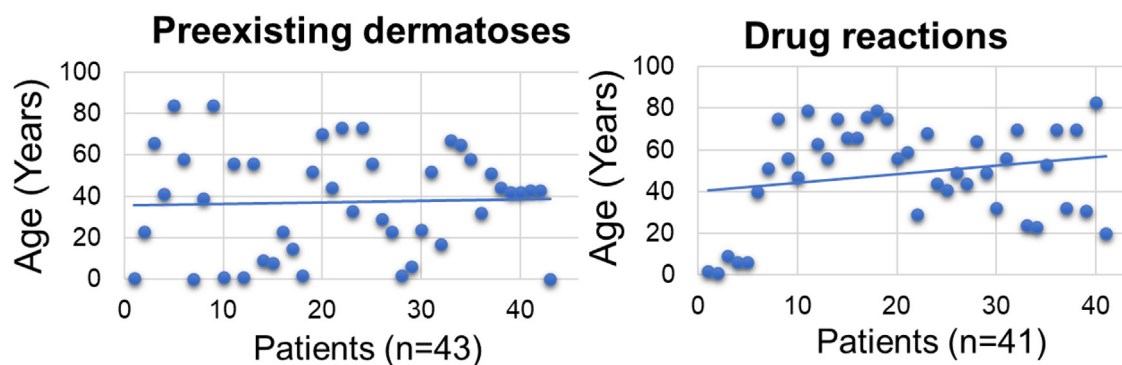 Preexisting dermatoses
Age (Years)
100
80
60
40
20
0
0 10 20 30 40
Patients (n=43)
Drug reactions
Age (Years)
100
80
60
40
20
0
0 10 20 30 40
Patients (n=41)